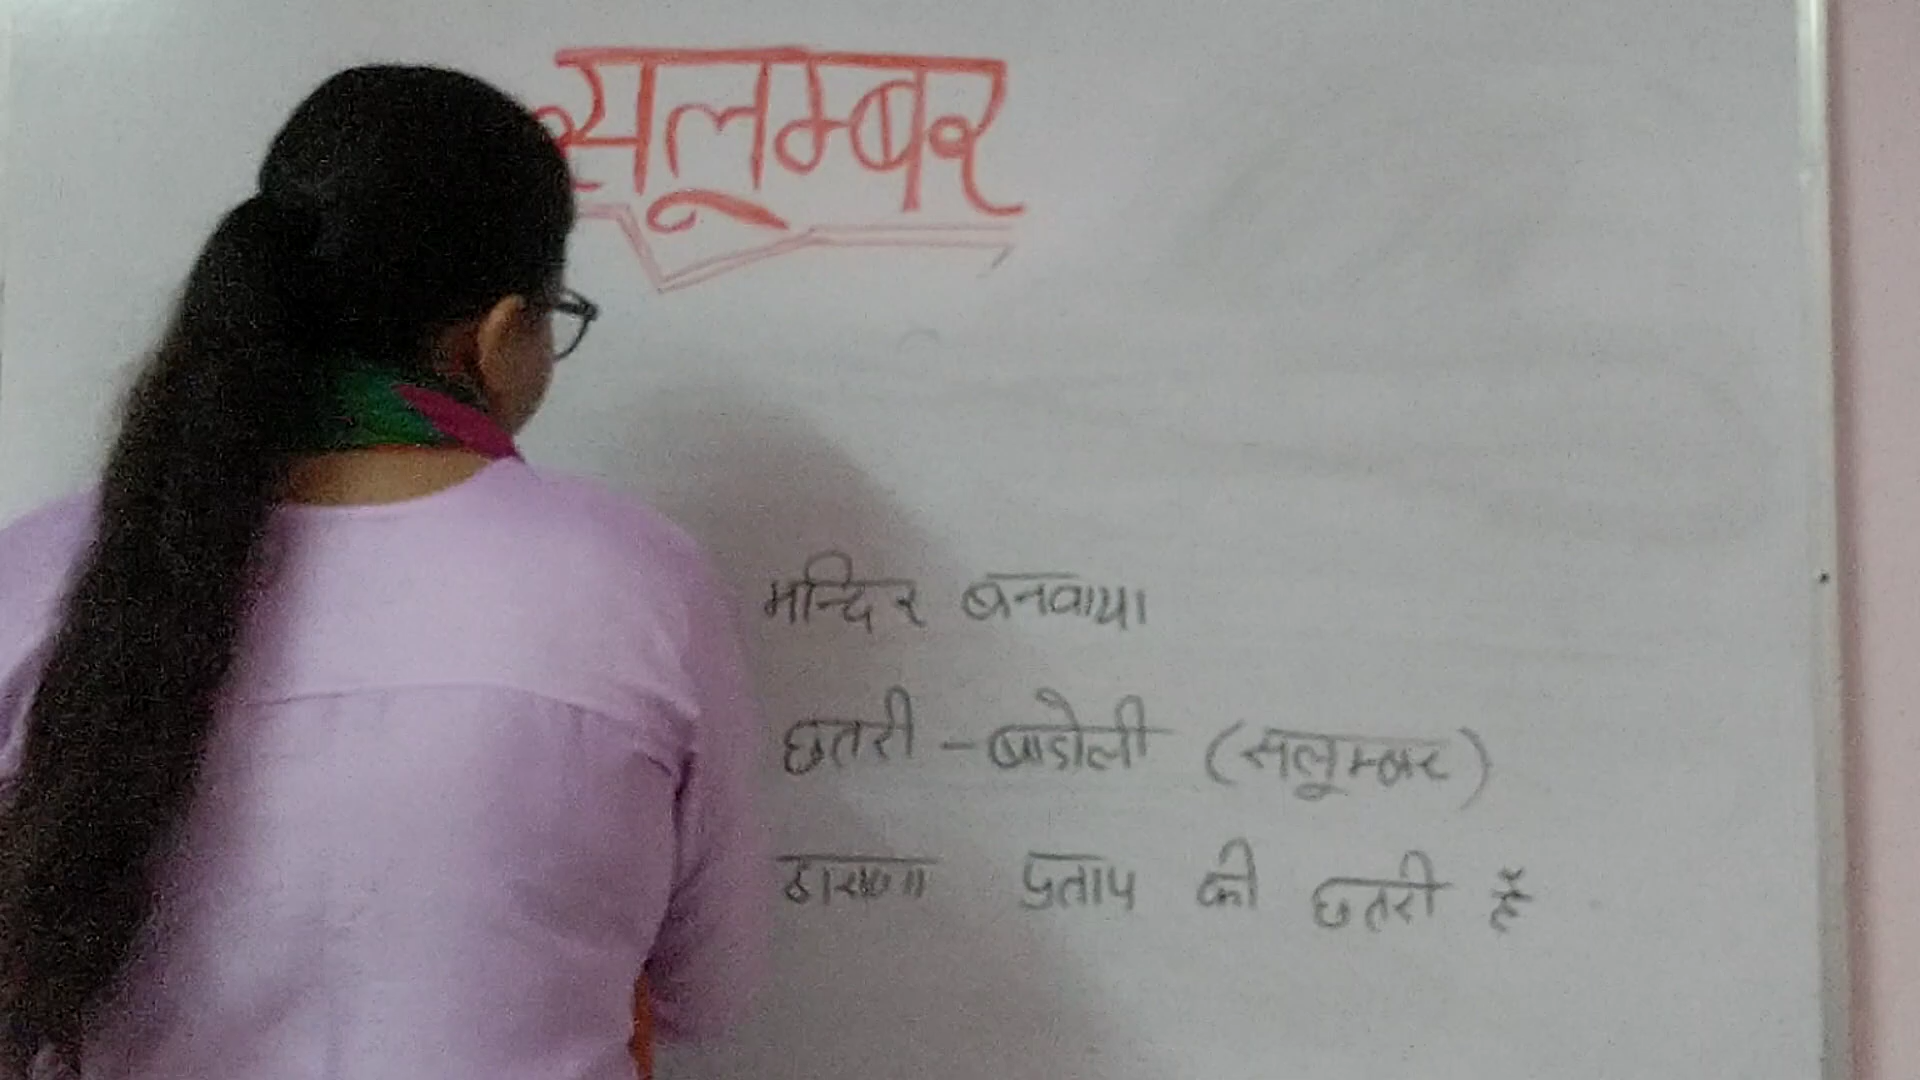 सलूम्बर
मन्दिर बनवाया
छतरी - बाडोली (सलूम्बर)
प्रताप की छतरी हैं